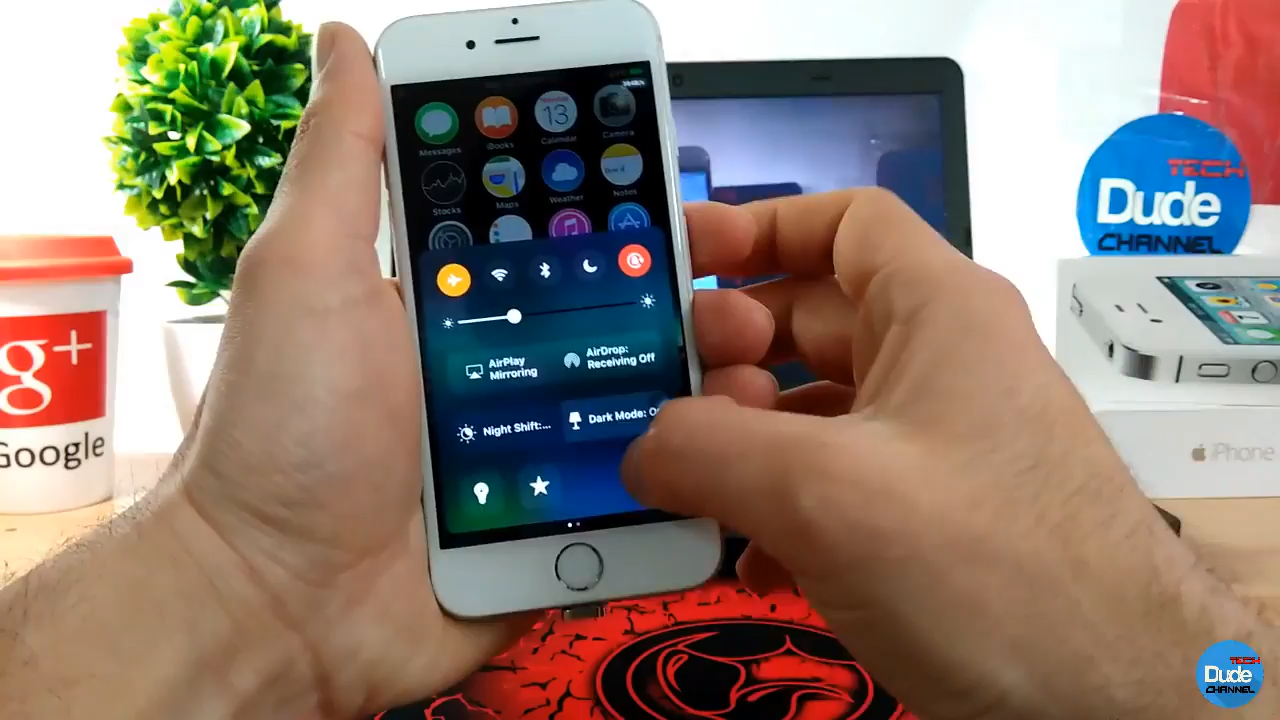 Messages
iBooks
13
Calendar
Camera
Stocks
Maps
Weather
Notes
AirPlay
Mirroring
AirDrop:
Receiving Off
Night Shift:...
Dark Mode:
g+
Google
TECH
Dude
CHANNEL
iPhone
TECH
Dude
CHANNEL